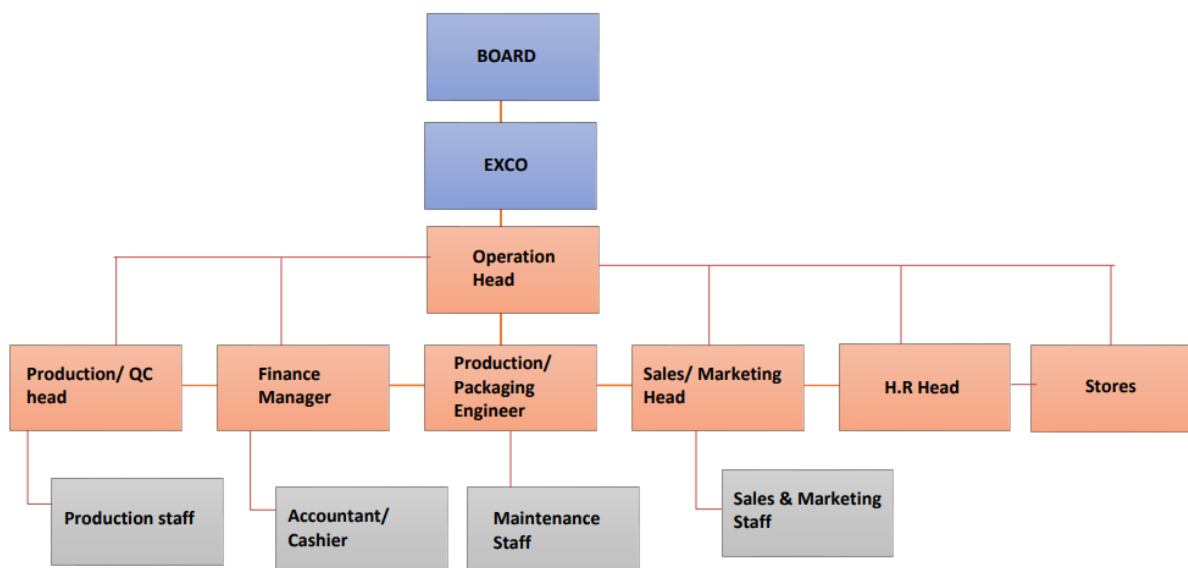 BOARD
EXCO
Operation
Head
Production/ QC
head
Finance
Manager
Production/
Packaging
Engineer
Sales/ Marketing
Head
H.R Head
Stores
Production staff
Accountant/
Cashier
Maintenance
Staff
Sales & Marketing
Staff